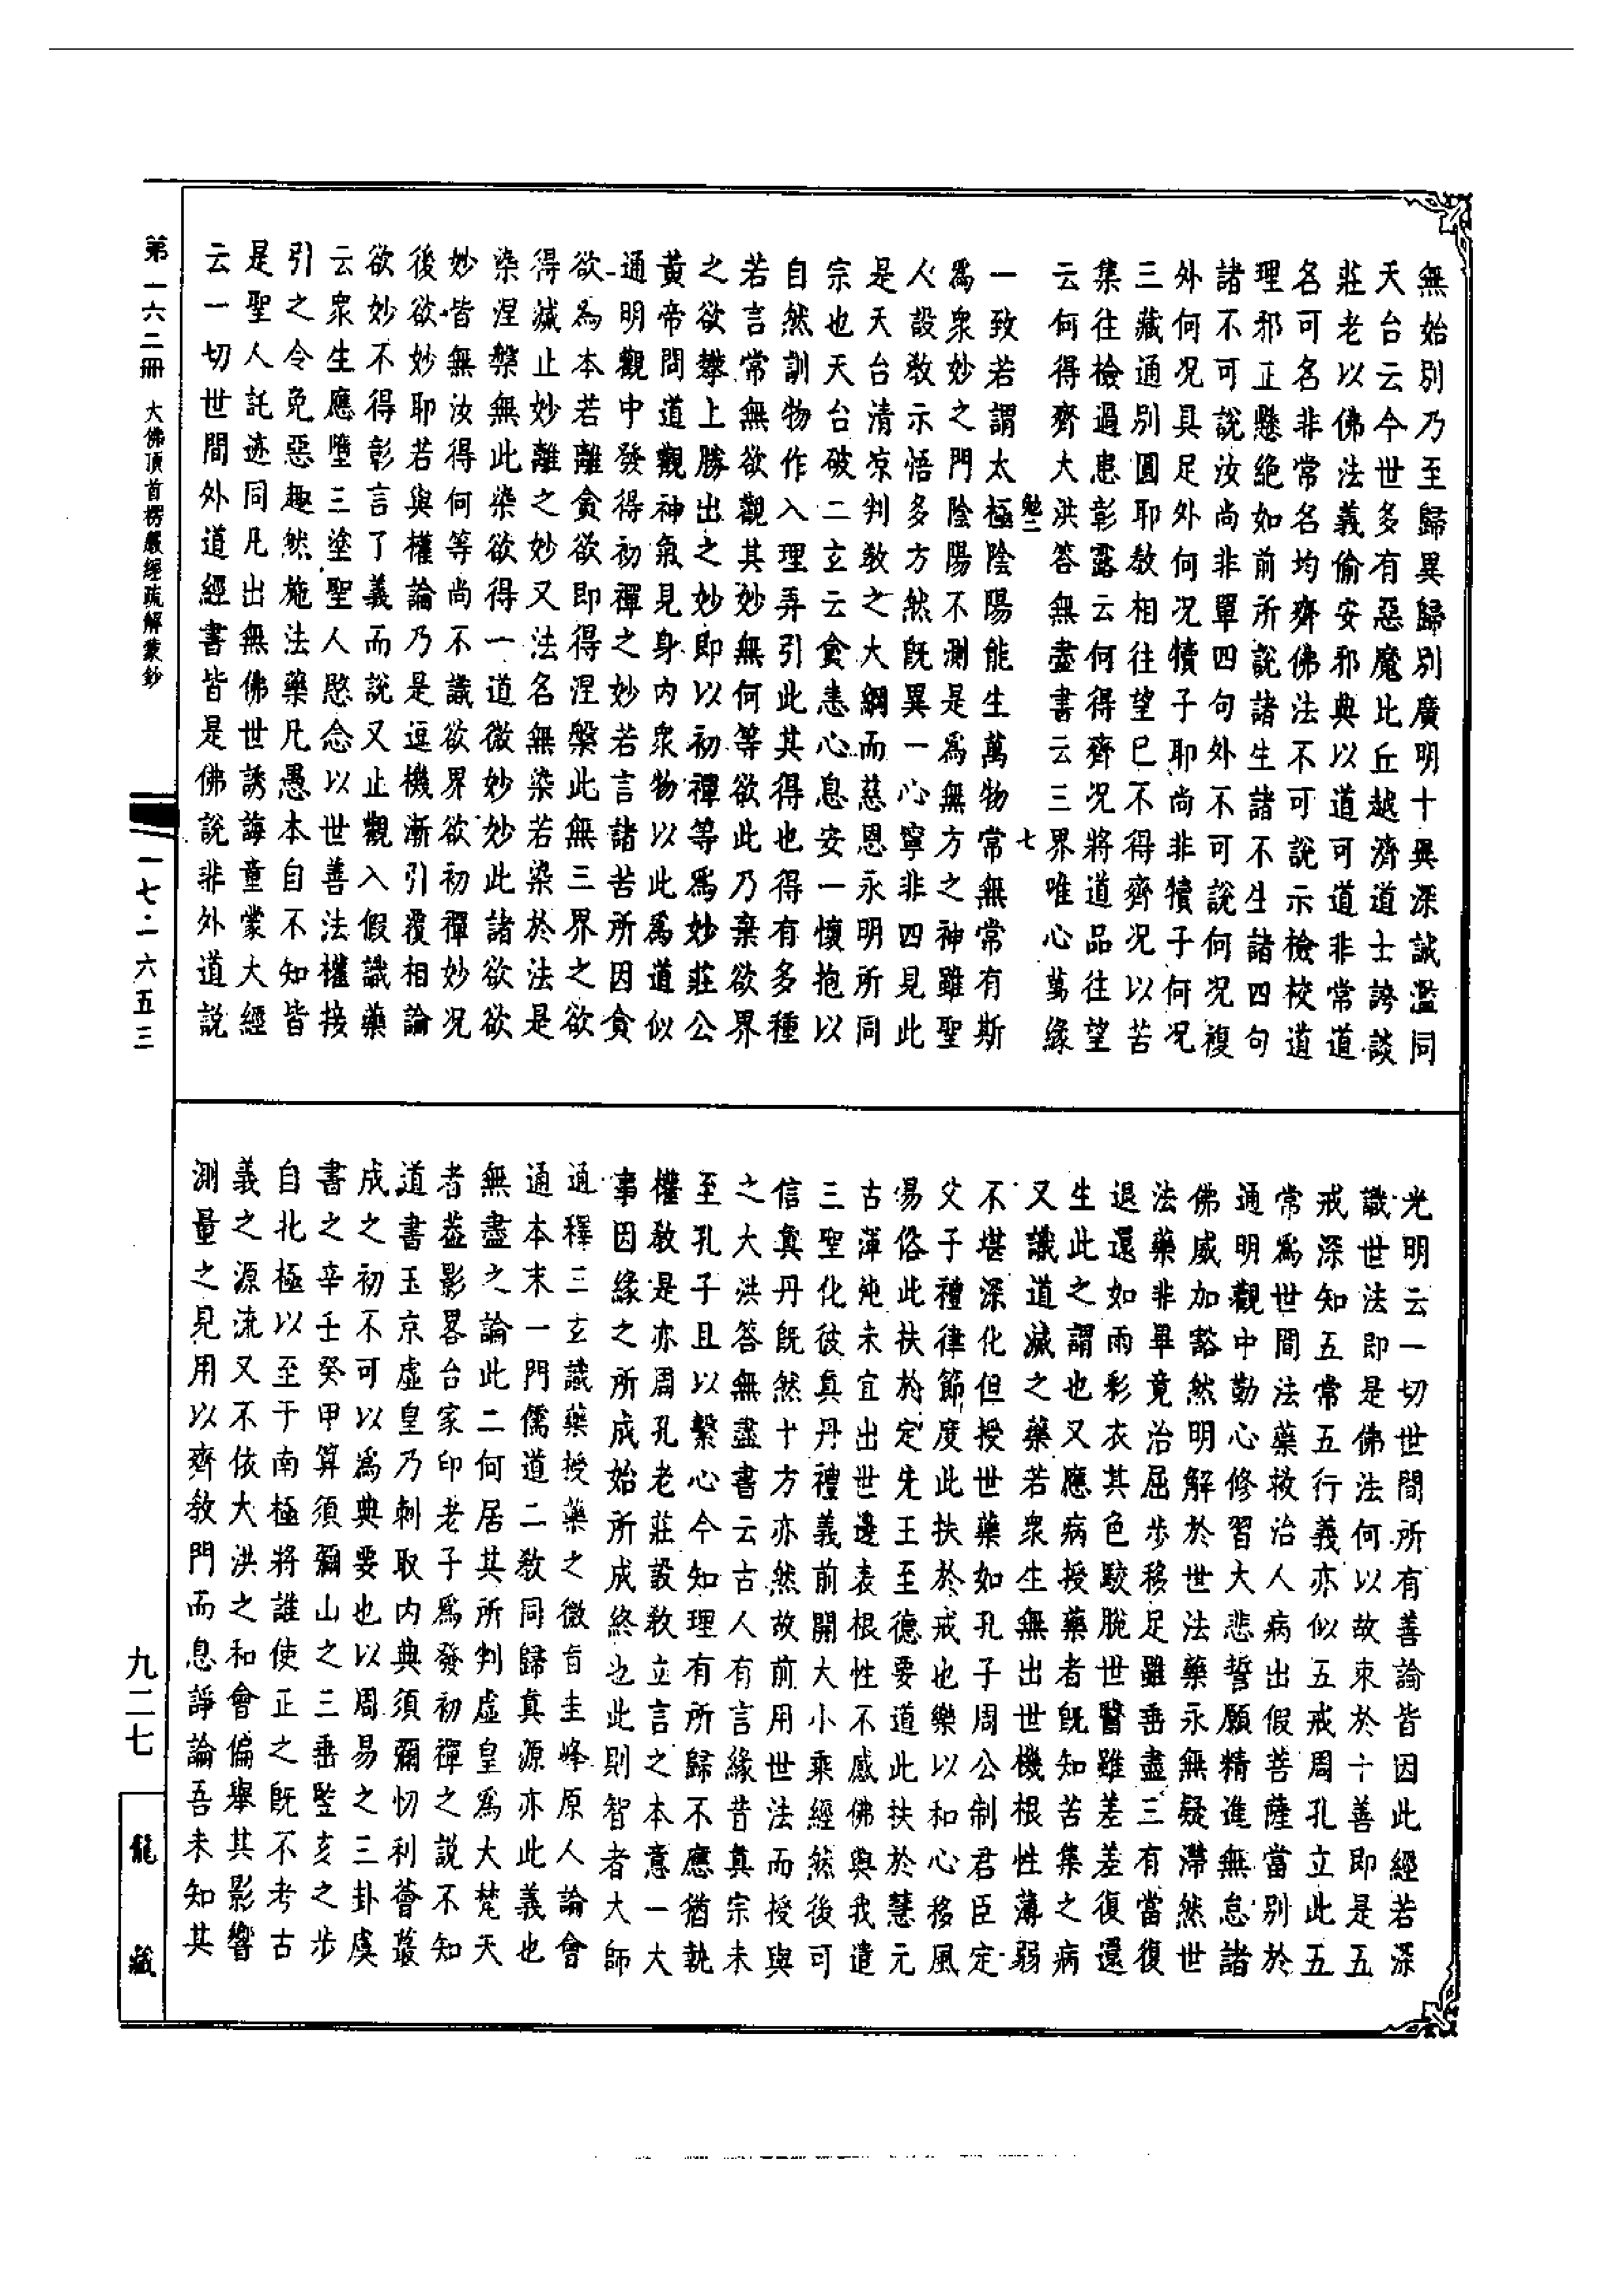 無始別乃至歸異歸別廣明十異深誡濫同
天台云今世多有惡魔比丘越濟道士誇談
莊老以佛法義偷安邪典以道可道非常道
名可名非常名均齊佛法不可說示檢校道
理邪正懸絕如前所說諸生諸不生諸四句
諸不可說汝尚非單四句外不可說何況複
外何況具足外何況犢子耶尚非犢子何況
三藏通別圓耶敎相往望已不得齊況以苦
集往檢過患彰露云何得齊況將道品往望
云何得齊大洪答無盡書云三界唯心萬緣
勉二 七
一致若謂太極陰陽能生萬物常無常有斯
爲衆妙之門陰陽不測是爲無方之神雖聖
人設敎示悟多方然旣異一心寧非四見此
是天台清凉判敎之大綱而慈恩永明所同
宗也天台破二玄云貪恚心息安一懷抱以
自然訓物作入理弄引此其得也得有多種
若言常無欲觀其妙無何等欲此乃棄欲界
之欲攀上勝出之妙即以初禪等爲妙莊公
黃帝問道觀神氣見身內衆物以此爲道似
通明觀中發得初禪之妙若言諸苦所因貪
欲爲本若離貪欲即得涅槃此無三界之欲
得滅止妙離之妙又法名無染若染於法是
染涅槃無此染欲得一道微妙妙此諸欲欲
妙皆無汝得何等尚不識欲界欲初禪妙況
後欲妙耶若與權論乃是逗機漸引覆相論
欲妙不得彰言了義而說又止觀入假識藥
云衆生應墮三塗聖人愍念以世善法權接
引之令免惡趣然施法藥凡愚本自不知皆
是聖人託迹同凡出無佛世誘誨童蒙大經
云一切世間外道經書皆是佛說非外道說
第一六二冊 大佛頂首楞嚴經疏解蒙鈔
一七二六五三
光明云一切世間所有善論皆因此經若深
識世法即是佛法何以故束於十善即是五
戒深知五常五行義亦似五戒周孔立此五
常爲世間法藥救治人病出假菩薩當別於
通明觀中勤心修習大悲誓願精進無怠諸
佛威加豁然明解於世法藥永無疑滯然世
法藥非畢竟治屈步移足雖垂盡三有當復
退還如雨彩衣其色駮脫世醫雖差差復還
生此之謂也又應病授藥者旣知苦集之病
又識道滅之藥若衆生無出世機根性薄弱
不堪深化但授世藥如孔子周公制君臣定
父子禮律節度此扶於戒也樂以和心移風
易俗此扶於定先王至德要道此扶於慧元
古渾沌未宜出世邊表根性不感佛與我遣
三聖化彼真丹禮義前開大小乘經然後可
信真丹旣然十方亦然故前用世法而授與
之大洪答無盡書云古人有言緣昔真宗未
至孔子且以繫心今知理有所歸不應猶執
權敎是亦周孔老莊設敎立言之本意一大
事因緣之所成始所成終也此則智者大師
通釋三玄識藥授藥之微旨圭峰原人論會
通本末一門儒道二敎同歸真源亦此義也
無盡之論此二何居其所判虛皇爲大梵天
者葢影畧台家印老子爲發初禪之說不知
道書玉京虛皇乃刺取內典須彌忉利薈蕞
成之初不可以爲典要也以周易之三卦虞
書之辛壬癸甲算須彌山之三垂豎亥之步
自北極以至于南極將誰使正之旣不考古
義之源流又不依大洪之和會偏舉其影響
測量之見用以齊敎門而息諍論吾未知其
九二七
龍 藏